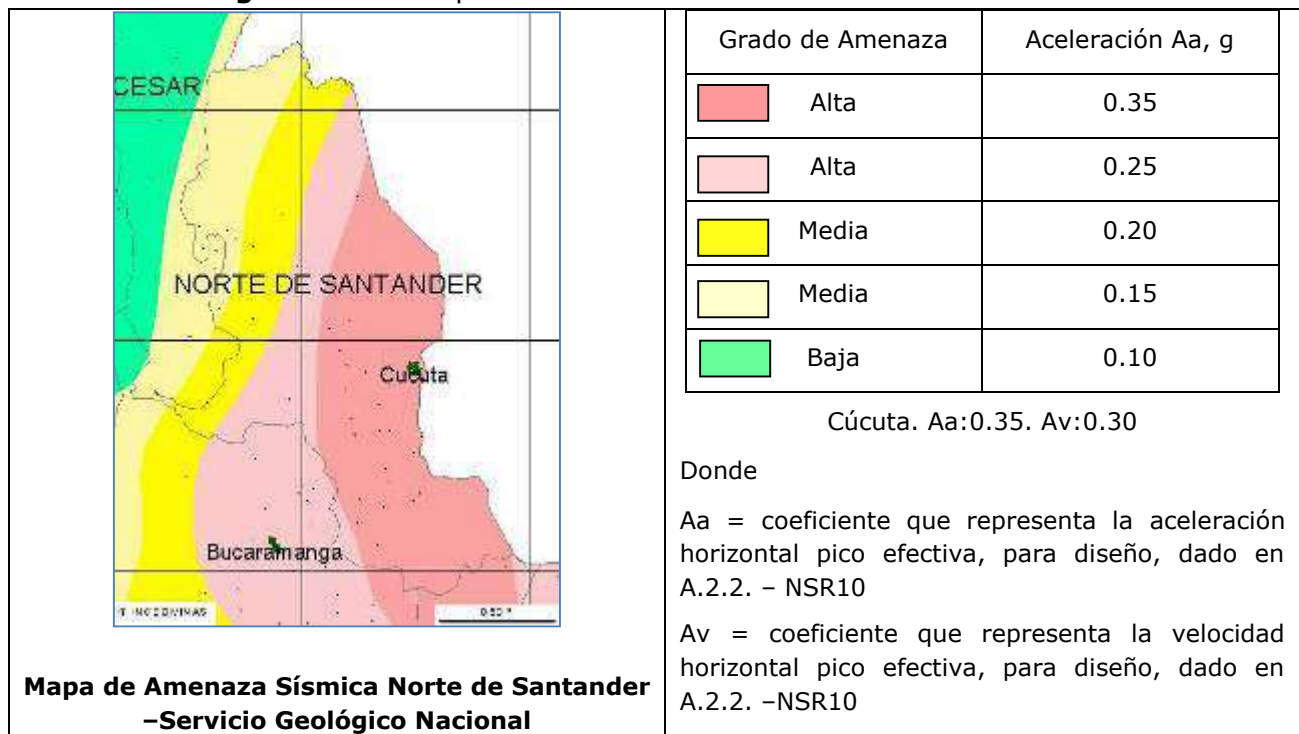 CESAR
NORTE DE SANTANDER
Cucuta
Bucaramanga
0.50 °
Mapa de Amenaza Sísmica Norte de Santander
–Servicio Geológico Nacional
Grado de Amenaza Aceleración Aa, g
Alta 0.35
Alta 0.25
Media 0.20
Media 0.15
Baja 0.10
Cúcuta. Aa:0.35. Av:0.30
Donde
Aa = coeficiente que representa la aceleración
horizontal pico efectiva, para diseño, dado en
A.2.2. – NSR10
Av = coeficiente que representa la velocidad
horizontal pico efectiva, para diseño, dado en
A.2.2. –NSR10